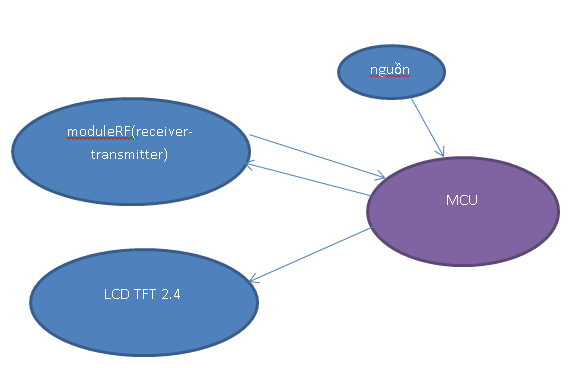 nguồn
moduleRF(receiver-
transmitter)
MCU
LCD TFT 2.4